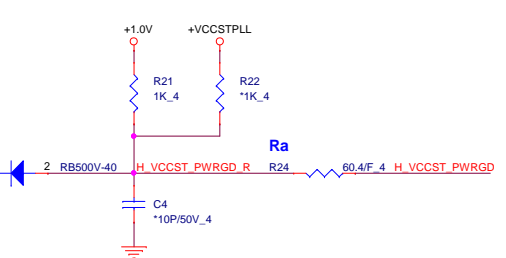 +1.0V
+VCCSTPLL
R21
1K_4
R22
*1K_4
Ra
2
RB500V-40
H_VCCST_PWRGD_R
R24
60.4/F_4
H_VCCST_PWRGD
C4
*10P/50V_4